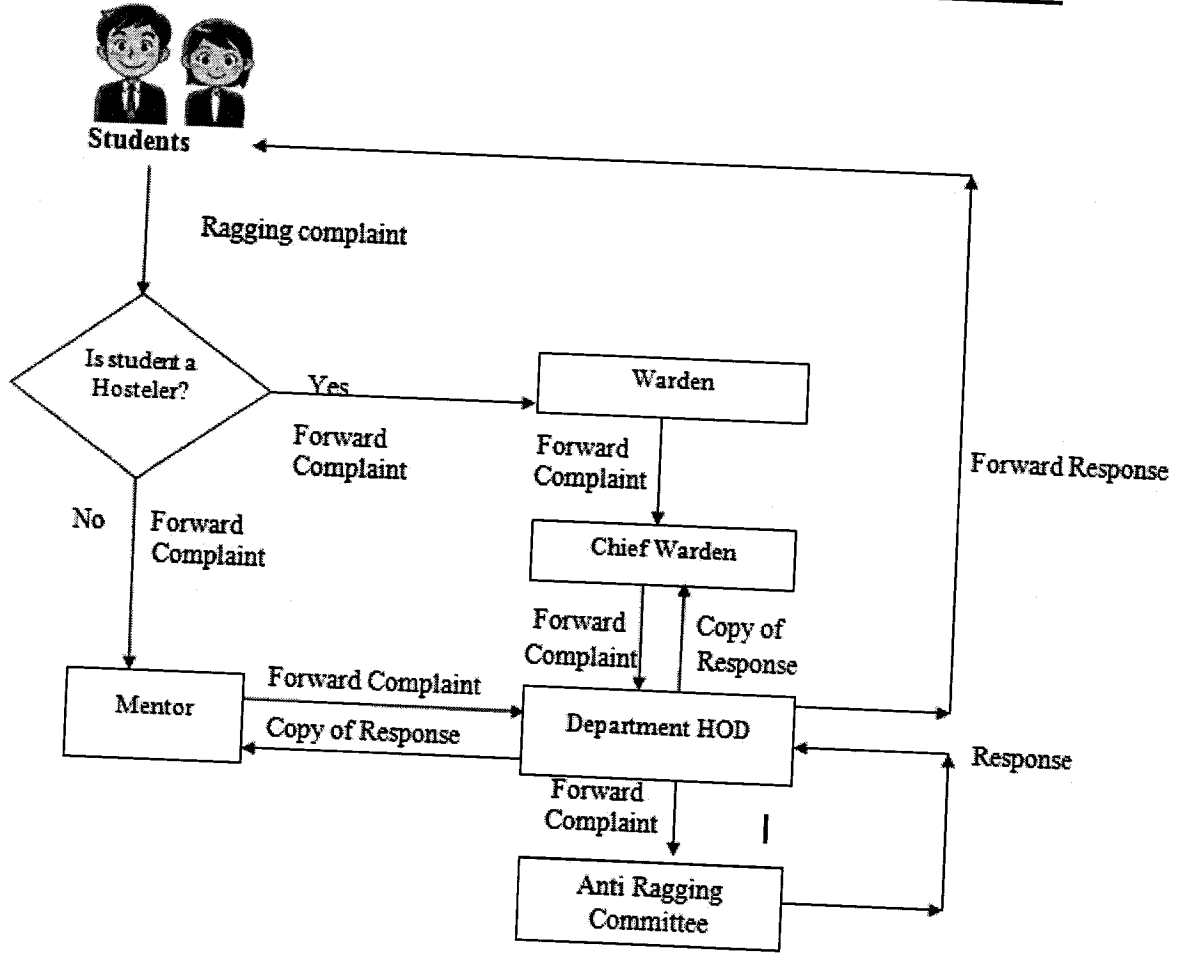 Students
Ragging complaint
Is student a
Hosteler?
Yes
Forward
Complaint
Warden
Forward
Complaint
Forward Response
No
Forward
Complaint
Chief Warden
Forward
Complaint
Copy of
Response
Mentor
Forward Complaint
Copy of Response
Department HOD
Response
Forward
Complaint
Anti Ragging
Committee